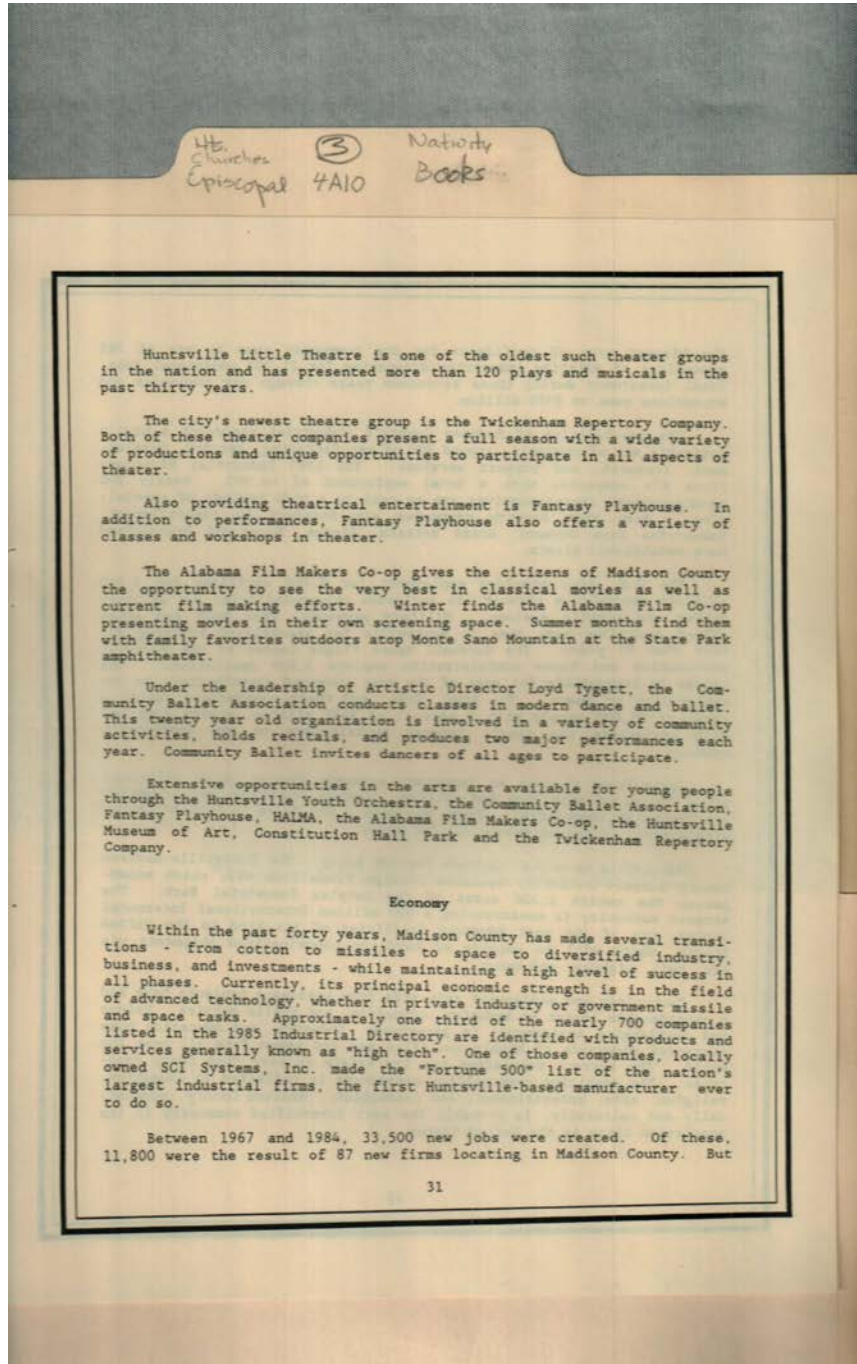 Ht. Churches Episcopal
3
4A10
Nativity
Books
Huntsville Little Theatre is one of the oldest such theater groups
in the nation and has presented more than 120 plays and musicals in the
past thirty years.
The city's newest theatre group is the Twickenham Repertory Company.
Both of these theater companies present a full season with a wide variety
of productions and unique opportunities to participate in all aspects of
theater.
Also providing theatrical entertainment is Fantasy Playhouse. In
addition to performances, Fantasy Playhouse also offers a variety of
classes and workshops in theater.
The Alabama Film Makers Co-op gives the citizens of Madison County
the opportunity to see the very best in classical movies as well as
current film making efforts. Winter finds the Alabama Film Co-op
presenting movies in their own screening space. Summer months find them
with family favorites outdoors atop Monte Sano Mountain at the State Park
amphitheater.
Under the leadership of Artistic Director Loyd Tygett, the Com-
munity Ballet Association conducts classes in modern dance and ballet.
This twenty year old organization is involved in a variety of community
activities, holds recitals, and produces two major performances each
year. Community Ballet invites dancers of all ages to participate.
Extensive opportunities in the arts are available for young people
through the Huntsville Youth Orchestra, the Community Ballet Association,
Fantasy Playhouse, HALMA, the Alabama Film Makers Co-op, the Huntsville
Museum of Art, Constitution Hall Park and the Twickenham Repertory
Company.
Economy
Within the past forty years, Madison County has made several transi-
tions - from cotton to missiles to space to diversified industry,
business, and investments - while maintaining a high level of success in
all phases. Currently, its principal economic strength is in the field
of advanced technology, whether in private industry or government missile
and space tasks. Approximately one third of the nearly 700 companies
listed in the 1985 Industrial Directory are identified with products and
services generally known as "high tech". One of those companies, locally
owned SCI Systems, Inc. made the "Fortune 500" list of the nation's
largest industrial firms, the first Huntsville-based manufacturer ever
to do so.
Between 1967 and 1984, 33,500 new jobs were created. Of these,
11,800 were the result of 87 new firms locating in Madison County. But
31